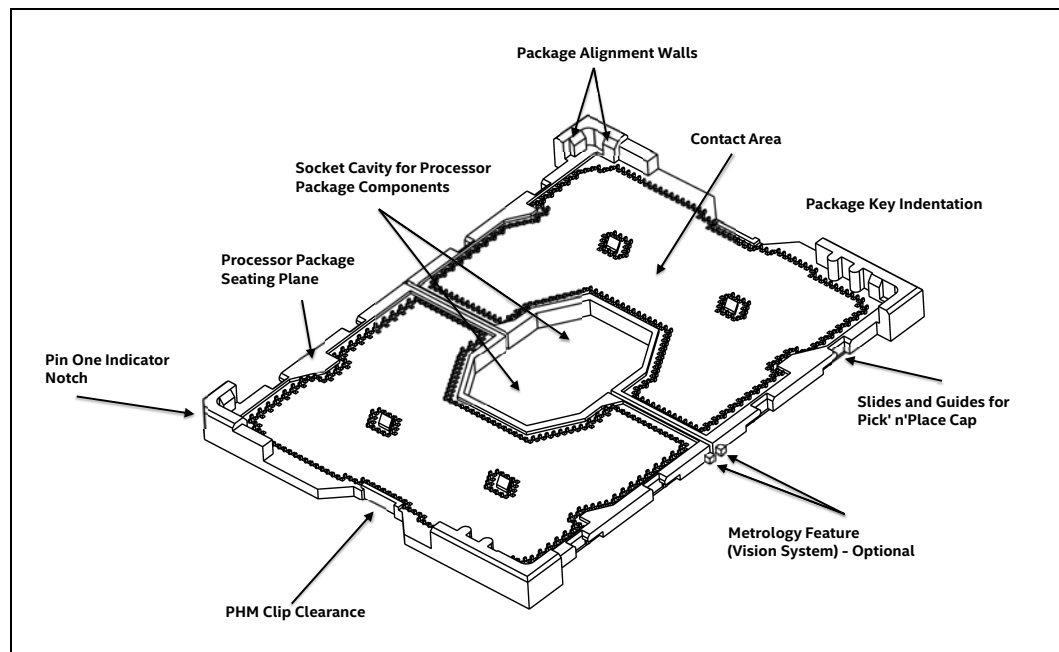 Package Alignment Walls
Contact Area
Socket Cavity for Processor
Package Components
Package Key Indentation
Processor Package
Seating Plane
Pin One Indicator
Notch
Slides and Guides for
Pick' n'Place Cap
Metrology Feature
(Vision System) - Optional
PHM Clip Clearance